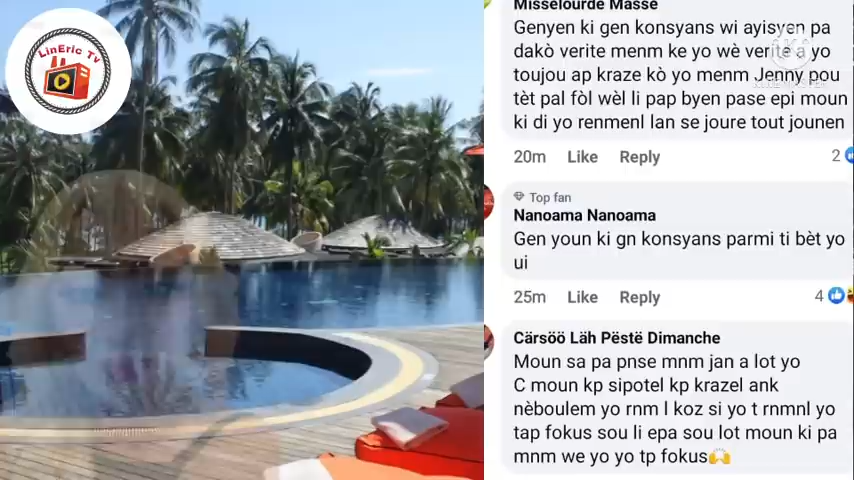 LinEric Tv
Misselourde Masse
Genyen ki gen konsyans wi ayisyen pa
dakò verite menm ke yo wè verite a yo
toujou ap kraze kò yo menm Jenny pou
tèt pal fòl wèl li pap byen pase epi moun
ki di yo renmenl lan se joure tout jounen
20m Like Reply 2
Top fan
Nanoama Nanoama
Gen youn ki gn konsyans parmi ti bèt yo
ui
25m Like Reply 4
Cärsöö Läh Pëstë Dimanche
Moun sa pa pnse mnm jan a lot yo
C moun kp sipotel kp krazel ank
nèboulem yo rnm l koz si yo t rnmnl yo
tap fokus sou li epa sou lot moun ki pa
mnm we yo yo tp fokus🙌